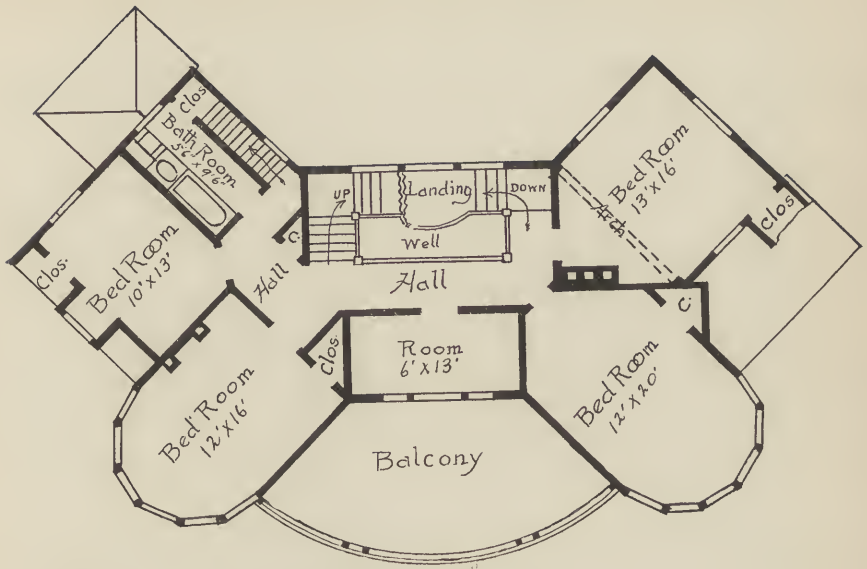 Clos
Bath Room
5'6" x 9'6"
UP
Landing
DOWN
Well
Bed Room
13' x 16'
Arch
Clos
Clos.
Bed Room
10' x 13'
Hall
C.
Hall
C.
Clos.
Room
6' x 13'
Bed Room
12' x 16'
Bed Room
12' x 20'
Balcony